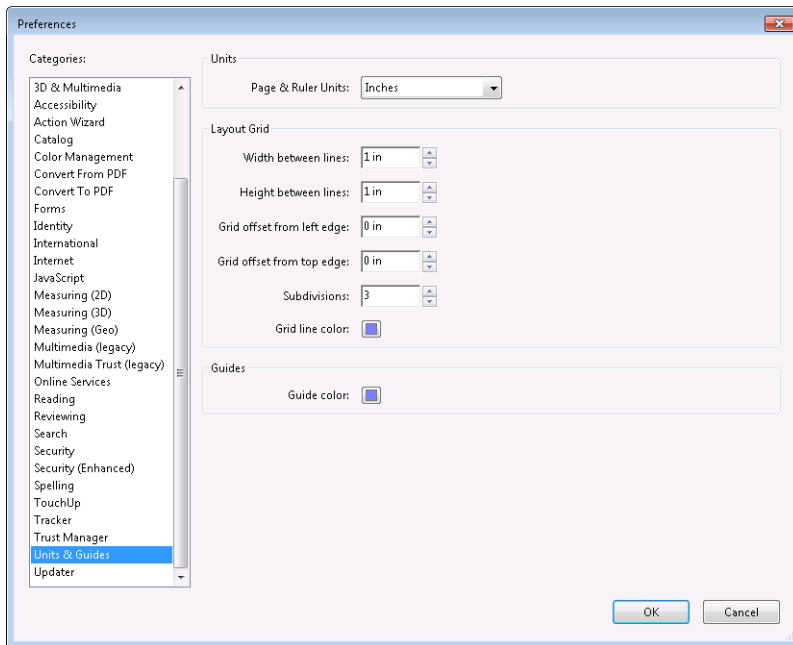 Preferences
Categories:
3D & Multimedia
Accessibility
Action Wizard
Catalog
Color Management
Convert From PDF
Convert To PDF
Forms
Identity
International
Internet
JavaScript
Measuring (2D)
Measuring (3D)
Measuring (Geo)
Multimedia (legacy)
Multimedia Trust (legacy)
Online Services
Reading
Reviewing
Search
Security
Security (Enhanced)
Spelling
TouchUp
Tracker
Trust Manager
Units & Guides
Updater
Units
Page & Ruler Units: Inches
Layout Grid
Width between lines: 1 in
Height between lines: 1 in
Grid offset from left edge: 0 in
Grid offset from top edge: 0 in
Subdivisions: 3
Grid line color:
Guides
Guide color:
OK Cancel